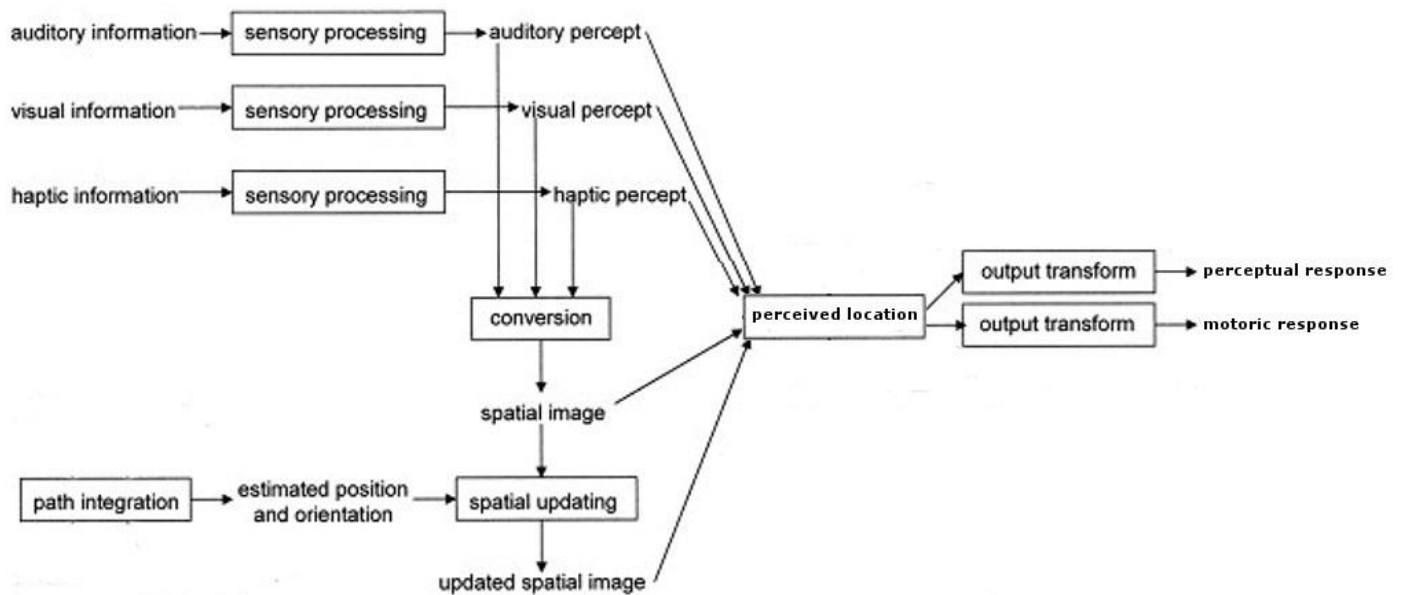 auditory information
sensory processing
auditory percept
visual information
sensory processing
visual percept
haptic information
sensory processing
haptic percept
conversion
perceived location
output transform
perceptual response
output transform
motoric response
spatial image
path integration
estimated position
and orientation
spatial updating
updated spatial image